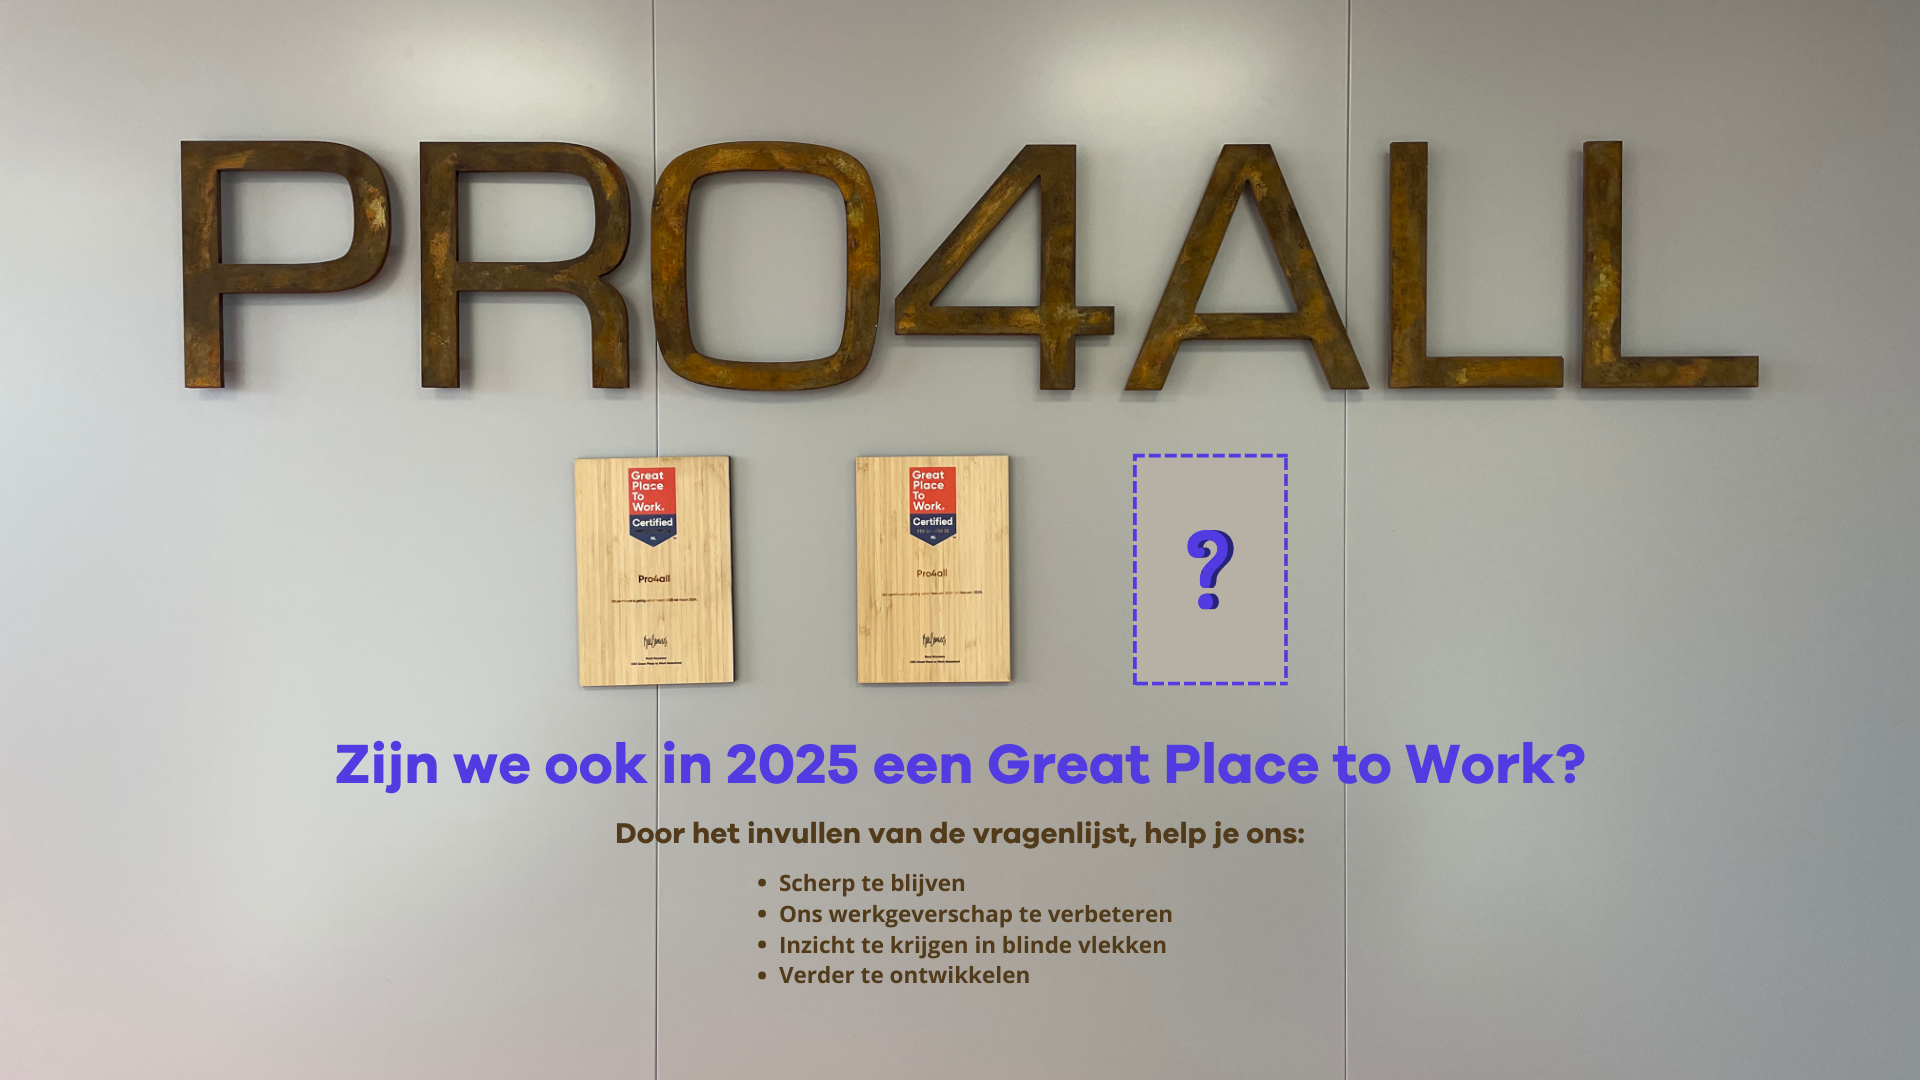 PRO4ALL
Great
Place
To
Work.
Certified
NL
Pro4all
Great
Place
To
Work.
Certified
NL
Pro4all
?
Zijn we ook in 2025 een Great Place to Work?
Door het invullen van de vragenlijst, help je ons:
• Scherp te blijven
• Ons werkgeverschap te verbeteren
• Inzicht te krijgen in blinde vlekken
• Verder te ontwikkelen